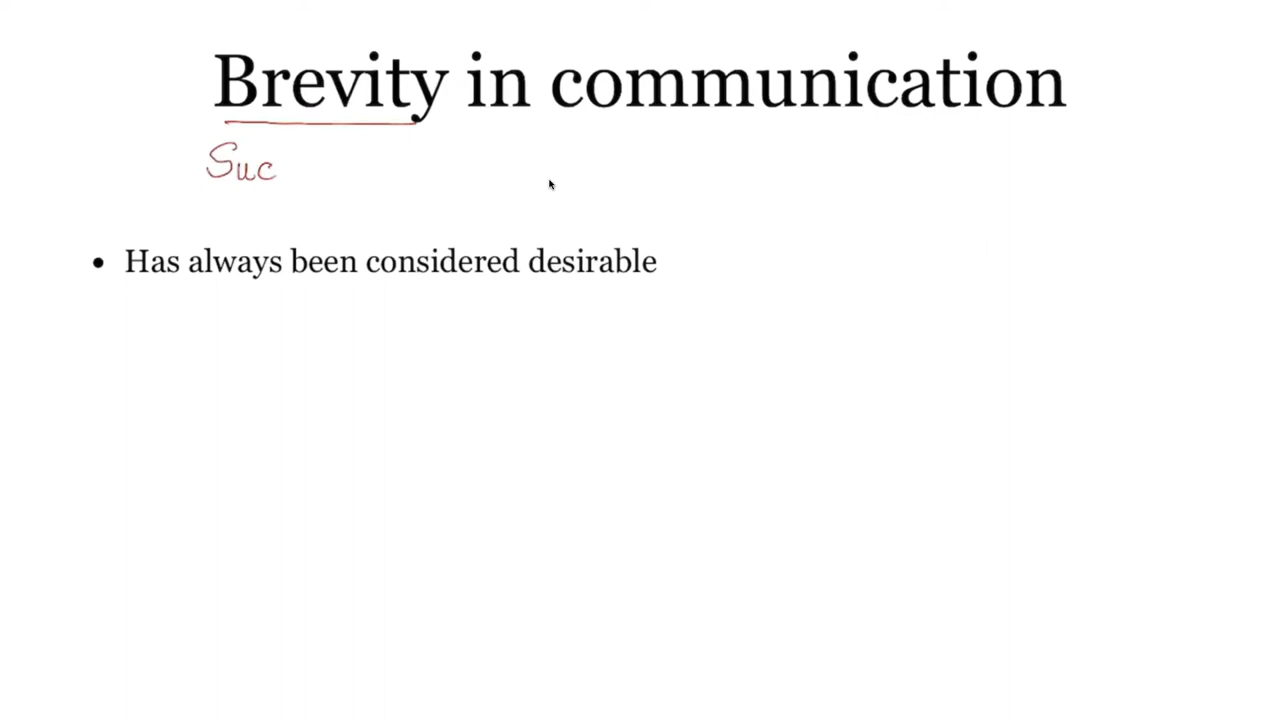 Brevity in communication
Suc
• Has always been considered desirable